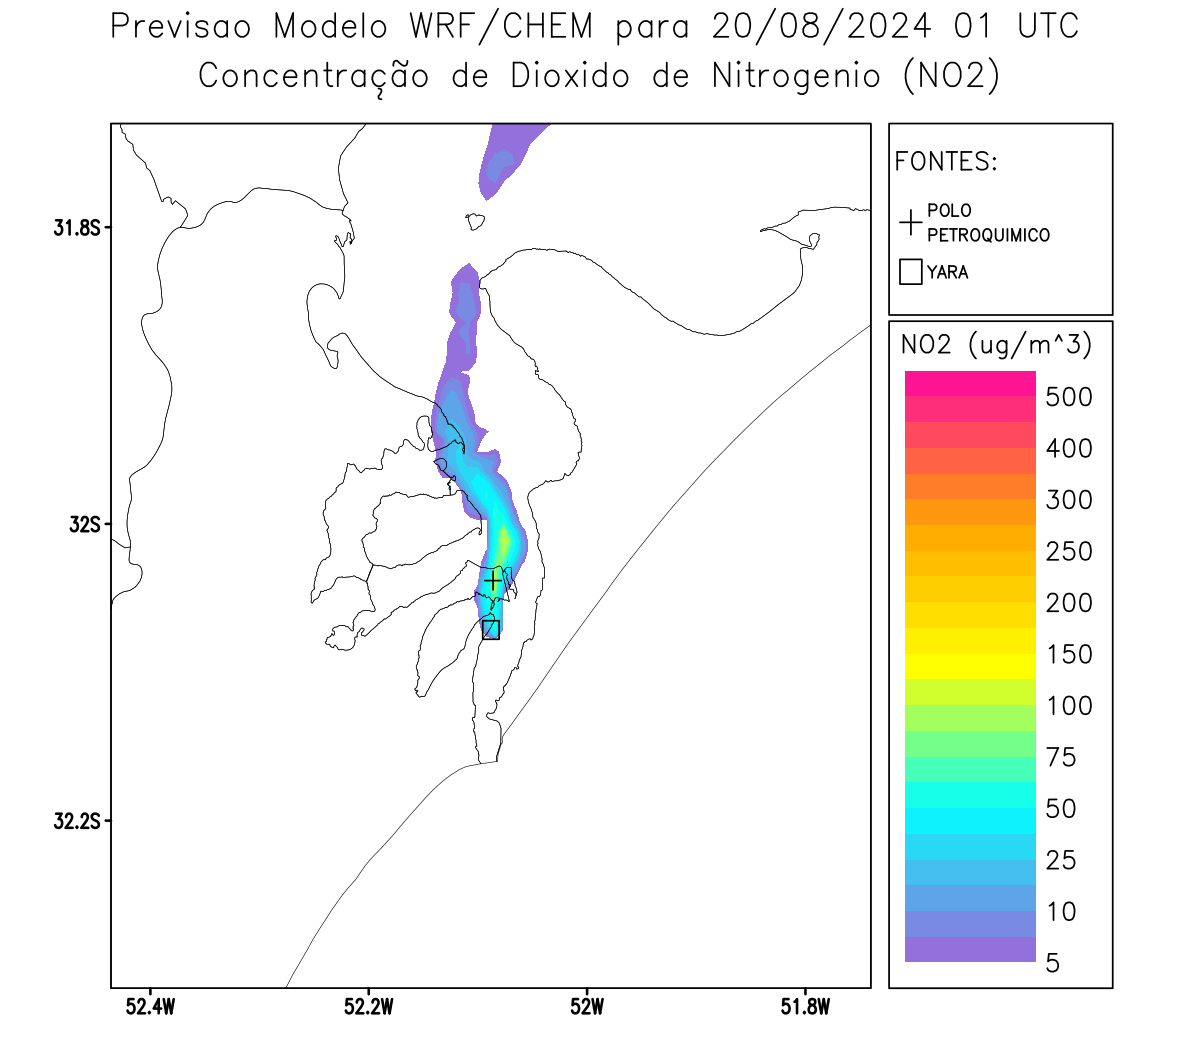 Previsao Modelo WRF/CHEM para 20/08/2024 01 UTC
Concentração de Dioxido de Nitrogenio (NO2)
FONTES:
POLO
PETROQUIMICO
YARA
31.8S
32S
32.2S
52.4W
52.2W
52W
51.8W
NO2 (ug/m^3)
500
400
300
250
200
150
100
75
50
25
10
5